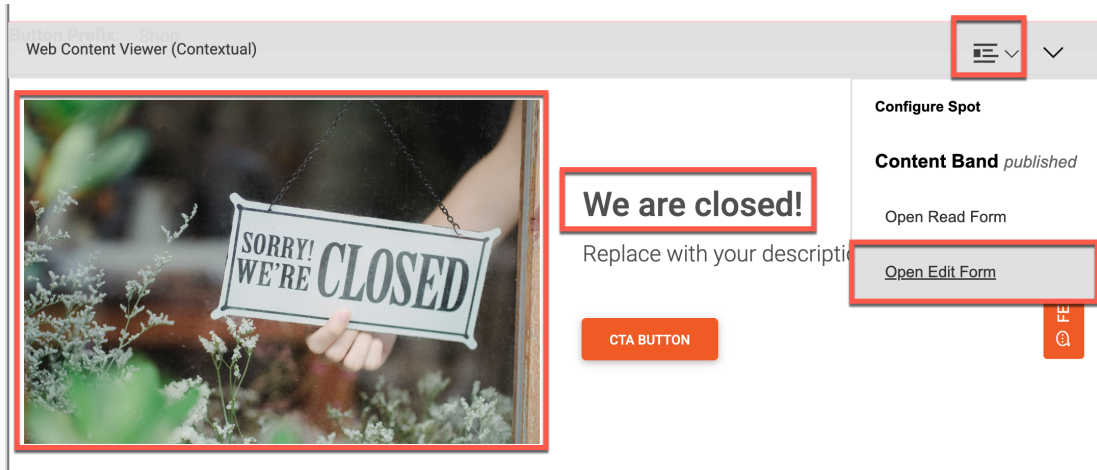 Button Prefix: Shop
Web Content Viewer (Contextual)
Configure Spot
Content Band published
Open Read Form
Open Edit Form
SORRY! WE'RE CLOSED
We are closed!
Replace with your descriptio
CTA BUTTON
FE